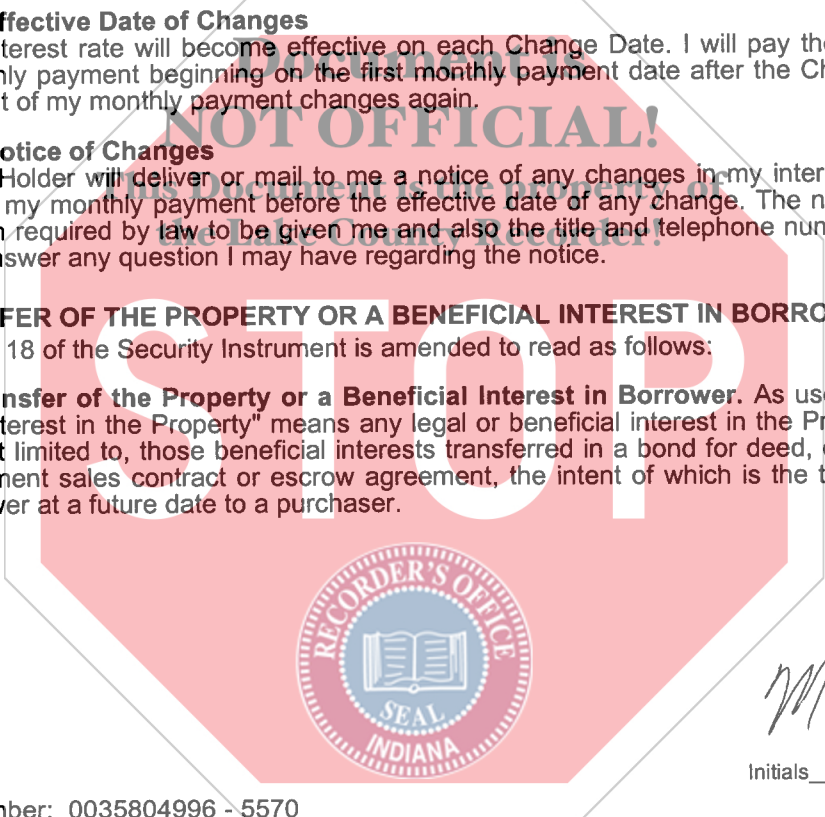 ffective Date of Changes
terest rate will become effective on each Change Date. I will pay the
ly payment beginning on the first monthly payment date after the Ch
t of my monthly payment changes again.
otice of Changes
Holder will deliver or mail to me a notice of any changes in my inter
my monthly payment before the effective date of any change. The n
required by law to be given me and also the title and telephone num
swer any question I may have regarding the notice.
FER OF THE PROPERTY OR A BENEFICIAL INTEREST IN BORRO
18 of the Security Instrument is amended to read as follows:
nsfer of the Property or a Beneficial Interest in Borrower. As use
terest in the Property" means any legal or beneficial interest in the Pr
t limited to, those beneficial interests transferred in a bond for deed,
ment sales contract or escrow agreement, the intent of which is the t
er at a future date to a purchaser.
Document is
NOT OFFICIAL!
This Document is the property of
the Lake County Recorder!
STOP
RECORDER'S OFFICE
SEAL
INDIANA
Initials
mber: 0035804996 - 5570